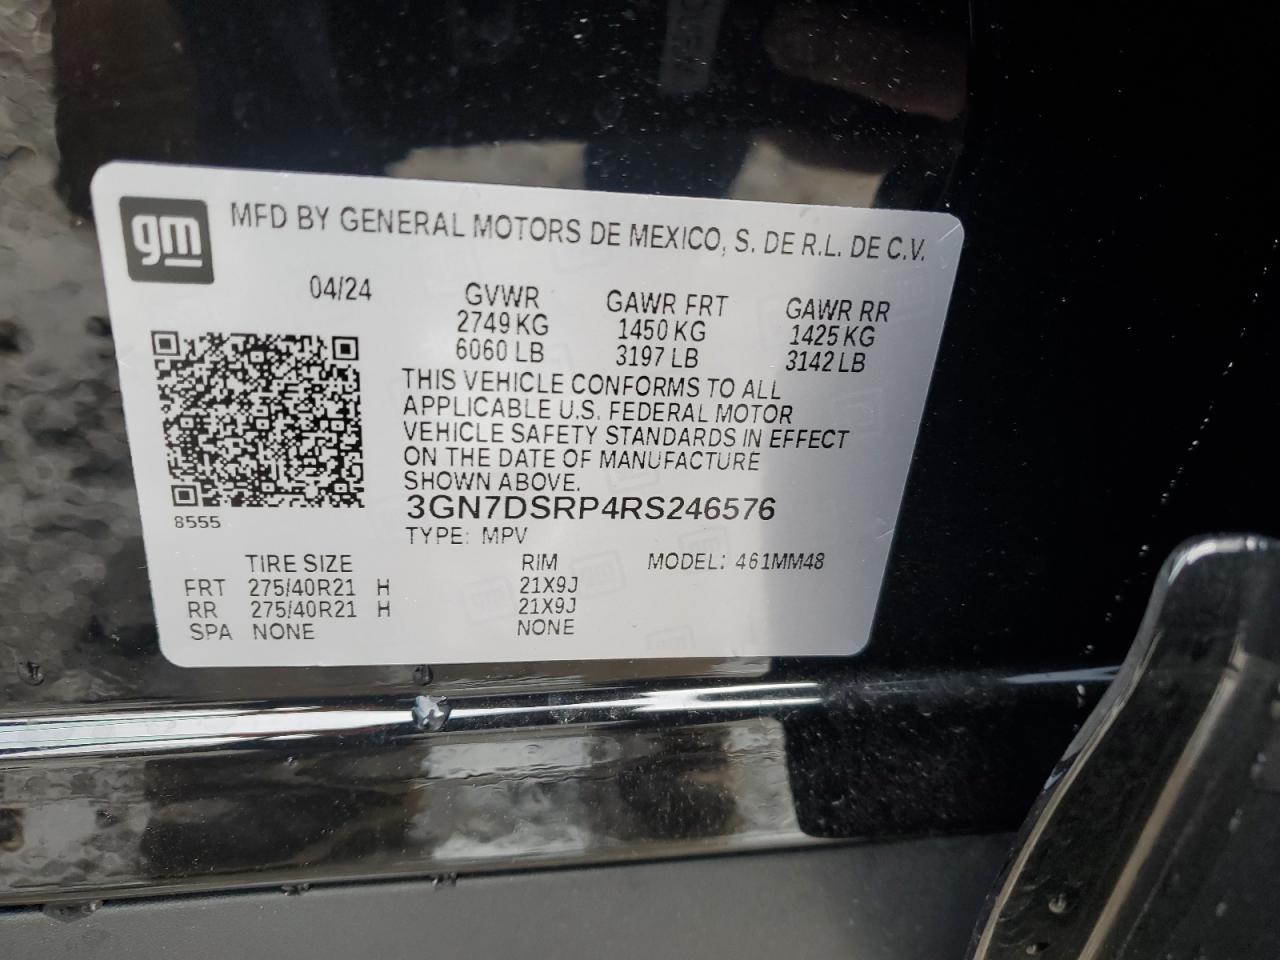 gm
MFD BY GENERAL MOTORS DE MEXICO, S. DE R.L. DE C.V.
04/24 GVWR GAWR FRT GAWR RR
2749 KG 1450 KG 1425 KG
6060 LB 3197 LB 3142 LB
THIS VEHICLE CONFORMS TO ALL
APPLICABLE U.S. FEDERAL MOTOR
VEHICLE SAFETY STANDARDS IN EFFECT
ON THE DATE OF MANUFACTURE
SHOWN ABOVE.
3GN7DSRP4RS246576
8555
TYPE: MPV
TIRE SIZE RIM MODEL: 461MM48
FRT 275/40R21 H 21X9J
RR 275/40R21 H 21X9J
SPA NONE NONE